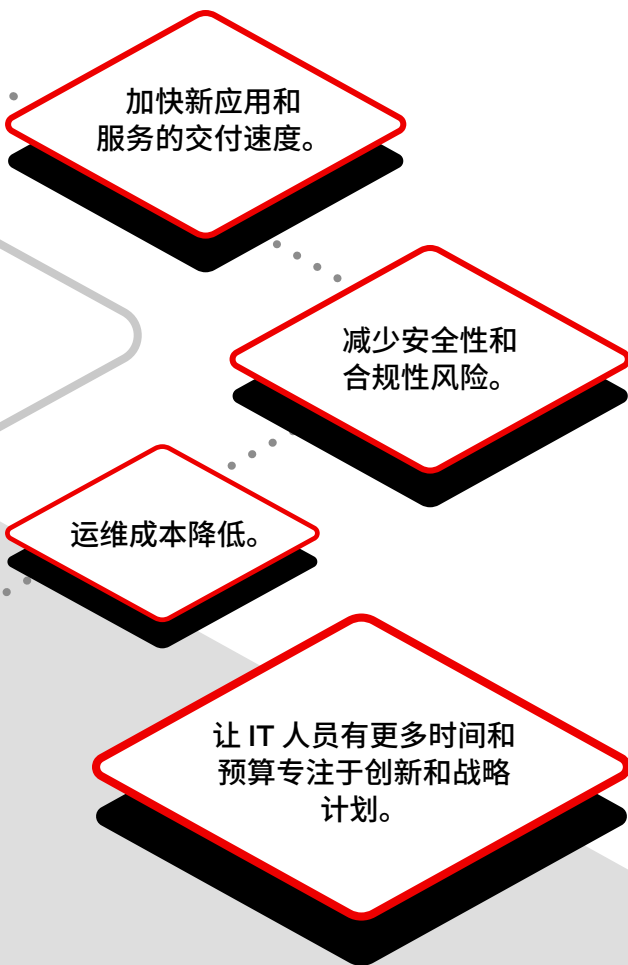 加快新应用和
服务的交付速度。
减少安全性和
合规性风险。
运维成本降低。
让 IT 人员有更多时间和
预算专注于创新和战略
计划。